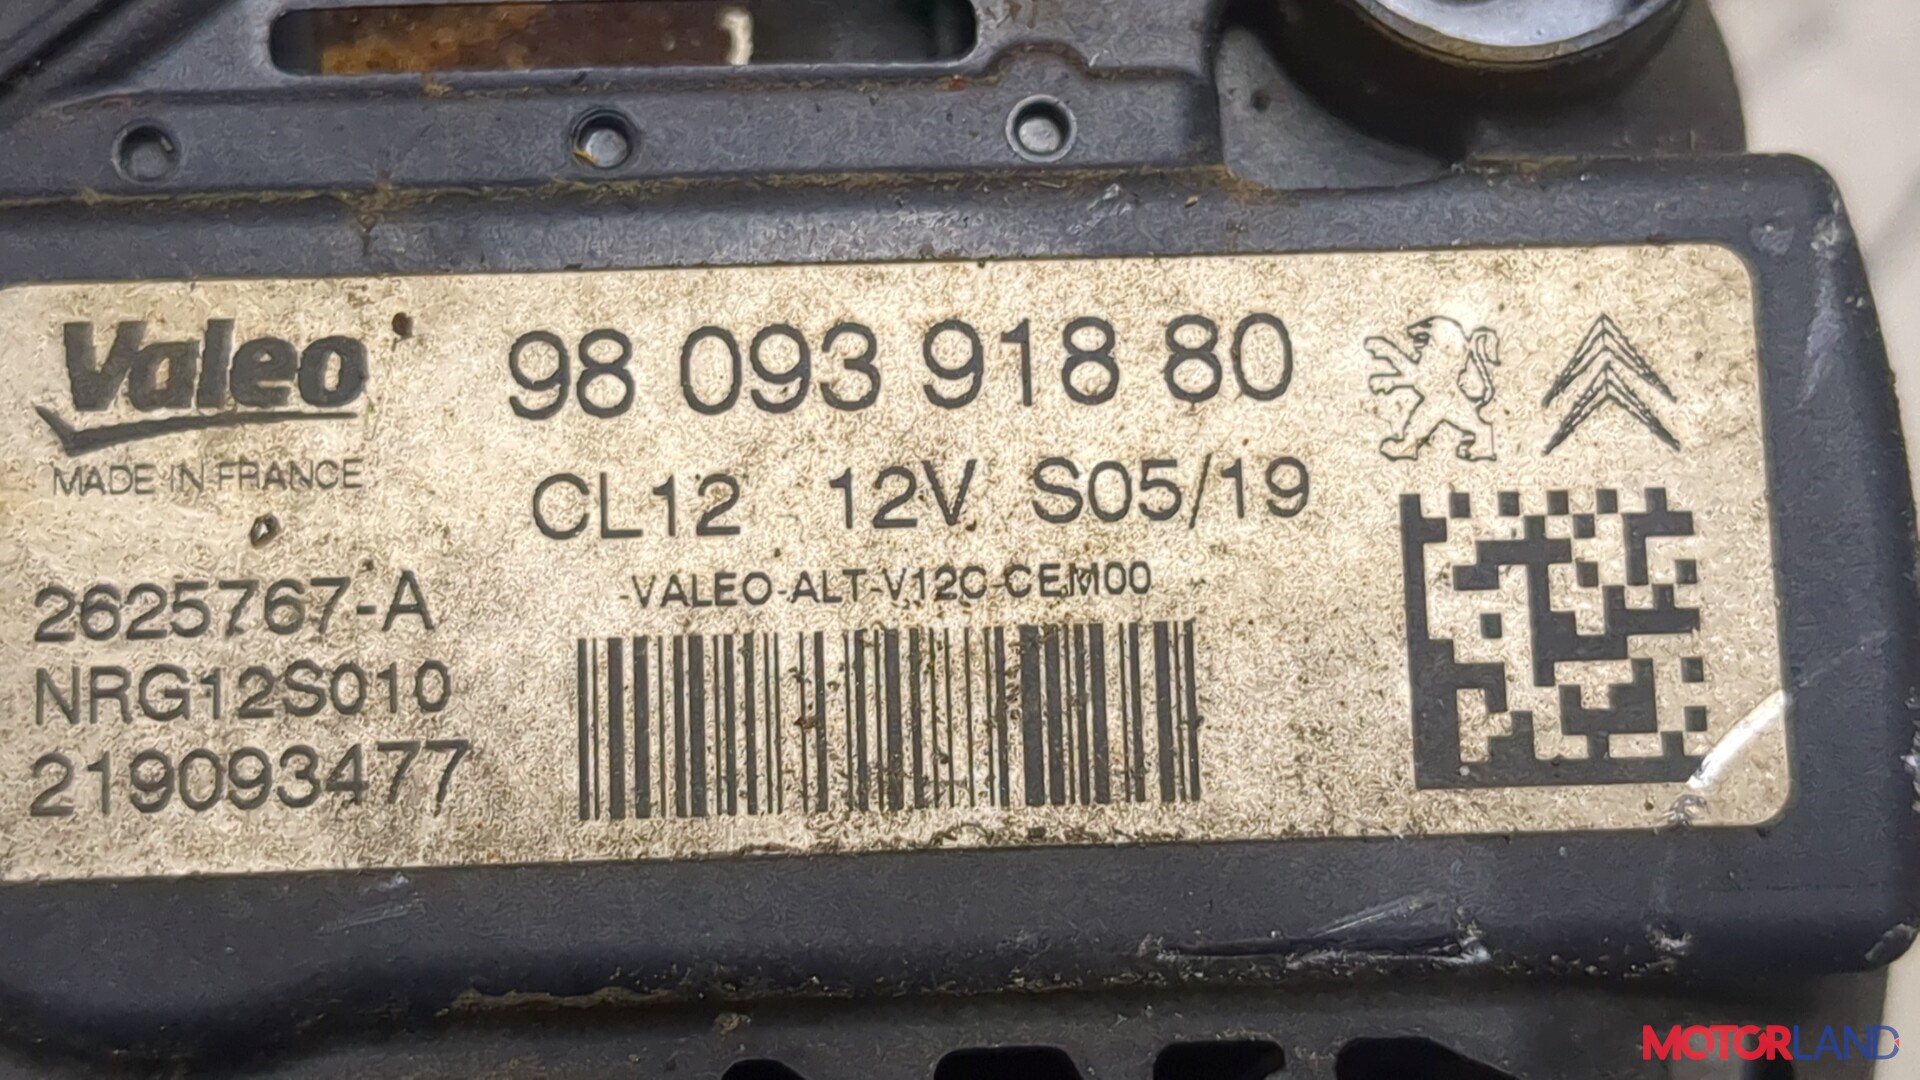 Valeo
MADE IN FRANCE
98 093 918 80
CL12 12V S05/19
-VALEO-ALT-V12C-CEM00
2625767-A
NRG12S010
219093477
MOTORLAND